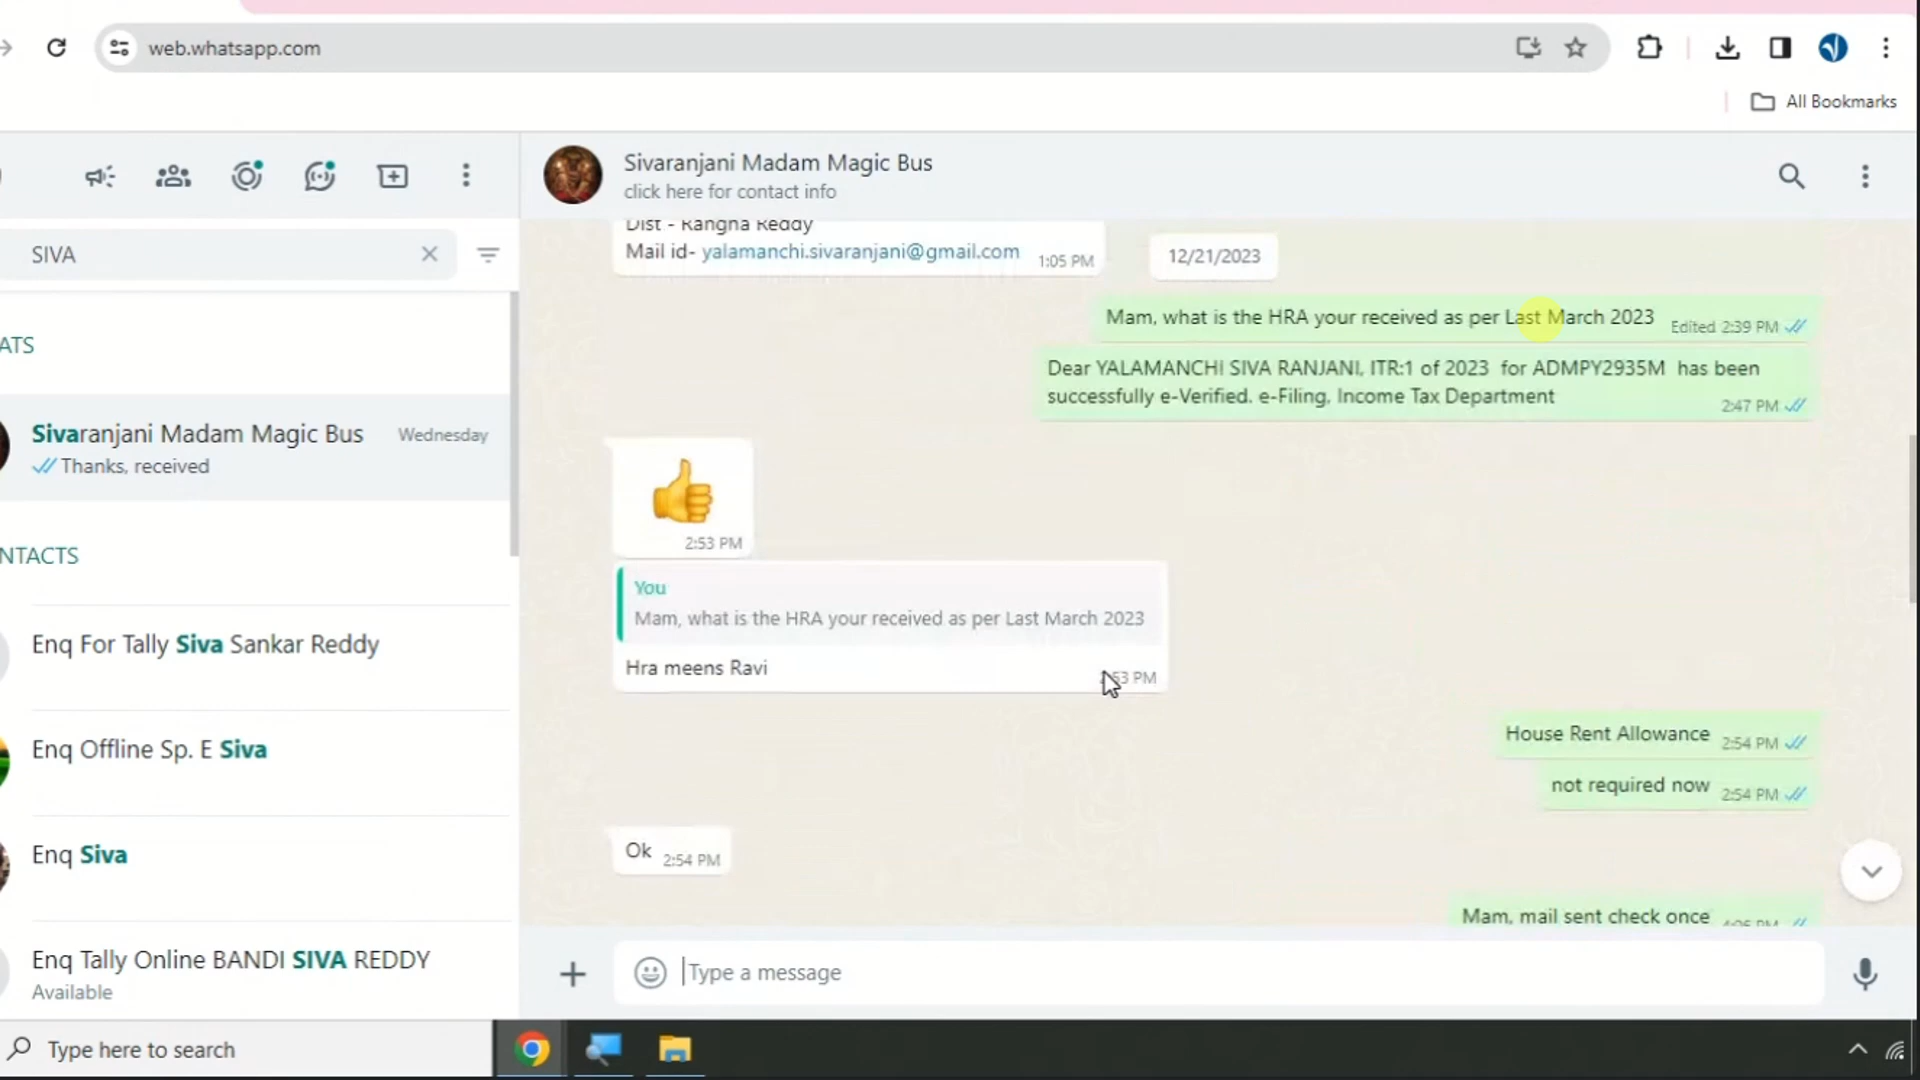 web.whatsapp.com
All Bookmarks
SIVA
ATS
Sivaranjani Madam Magic Bus
Wednesday
Thanks, received
NTACTS
Enq For Tally Siva Sankar Reddy
Enq Offline Sp. E Siva
Enq Siva
Enq Tally Online BANDI SIVA REDDY
Available
Sivaranjani Madam Magic Bus
click here for contact info
Dist - Rangha Reddy
Mail id- yalamanchi.sivaranjani@gmail.com 1:05 PM
12/21/2023
Mam, what is the HRA your received as per Last March 2023 Edited 2:39 PM
Dear YALAMANCHI SIVA RANJANI, ITR:1 of 2023 for ADMPY2935M has been
successfully e-Verified. e-Filing, Income Tax Department 2:47 PM
2:53 PM
You
Mam, what is the HRA your received as per Last March 2023
Hra meens Ravi :53 PM
House Rent Allowance 2:54 PM
not required now 2:54 PM
Ok 2:54 PM
Mam, mail sent check once
Type a message
Type here to search